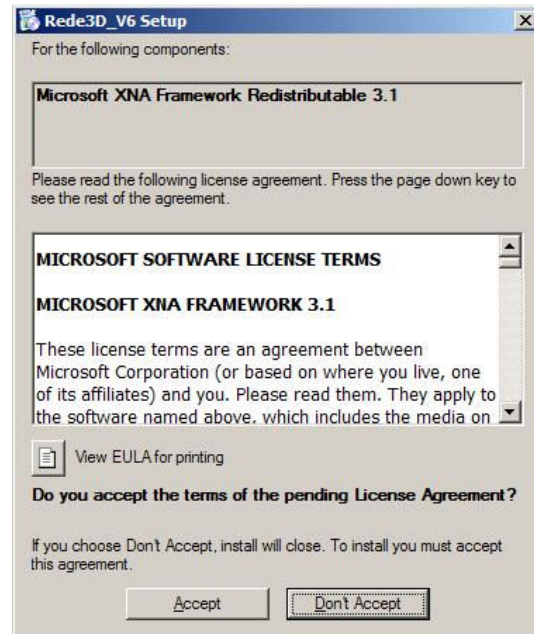 Rede3D_V6 Setup
For the following components:
Microsoft XNA Framework Redistributable 3.1
Please read the following license agreement. Press the page down key to
see the rest of the agreement.
MICROSOFT SOFTWARE LICENSE TERMS
MICROSOFT XNA FRAMEWORK 3.1
These license terms are an agreement between
Microsoft Corporation (or based on where you live, one
of its affiliates) and you. Please read them. They apply to
the software named above, which includes the media on
View EULA for printing
Do you accept the terms of the pending License Agreement?
If you choose Don't Accept, install will close. To install you must accept
this agreement.
Accept
Don't Accept